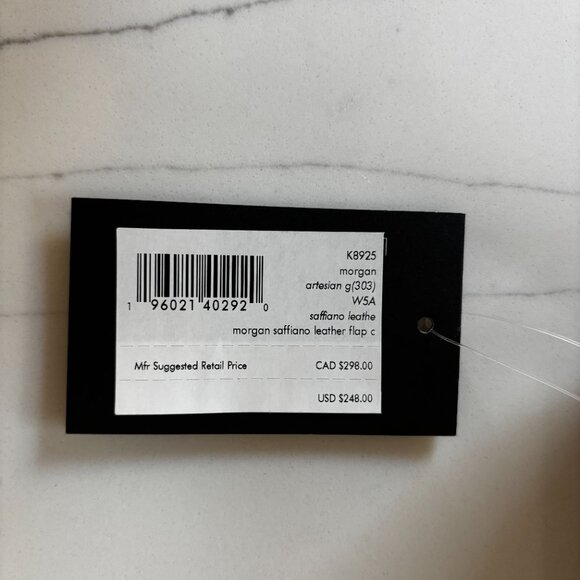 K8925
morgan
artesian g(303)
W5A
saffiano leathe
morgan saffiano leather flap c
1 96021 40292 0
Mfr Suggested Retail Price CAD $298.00
USD $248.00